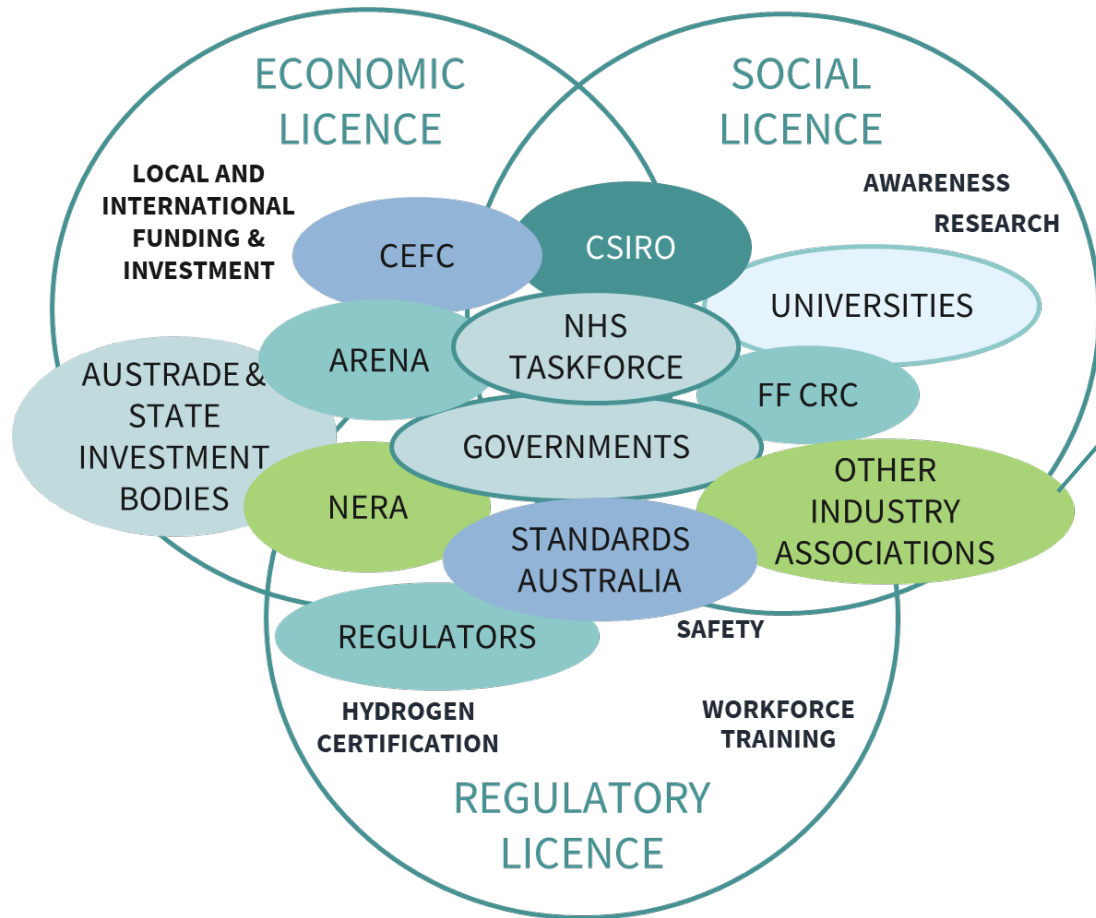 ECONOMIC
LICENCE
SOCIAL
LICENCE
LOCAL AND
INTERNATIONAL
FUNDING &
INVESTMENT
AWARENESS
RESEARCH
CEFC
CSIRO
UNIVERSITIES
NHS
TASKFORCE
ARENA
AUSTRADE &
STATE
INVESTMENT
BODIES
FF CRC
GOVERNMENTS
OTHER
INDUSTRY
ASSOCIATIONS
NERA
STANDARDS
AUSTRALIA
REGULATORS
SAFETY
HYDROGEN
CERTIFICATION
WORKFORCE
TRAINING
REGULATORY
LICENCE